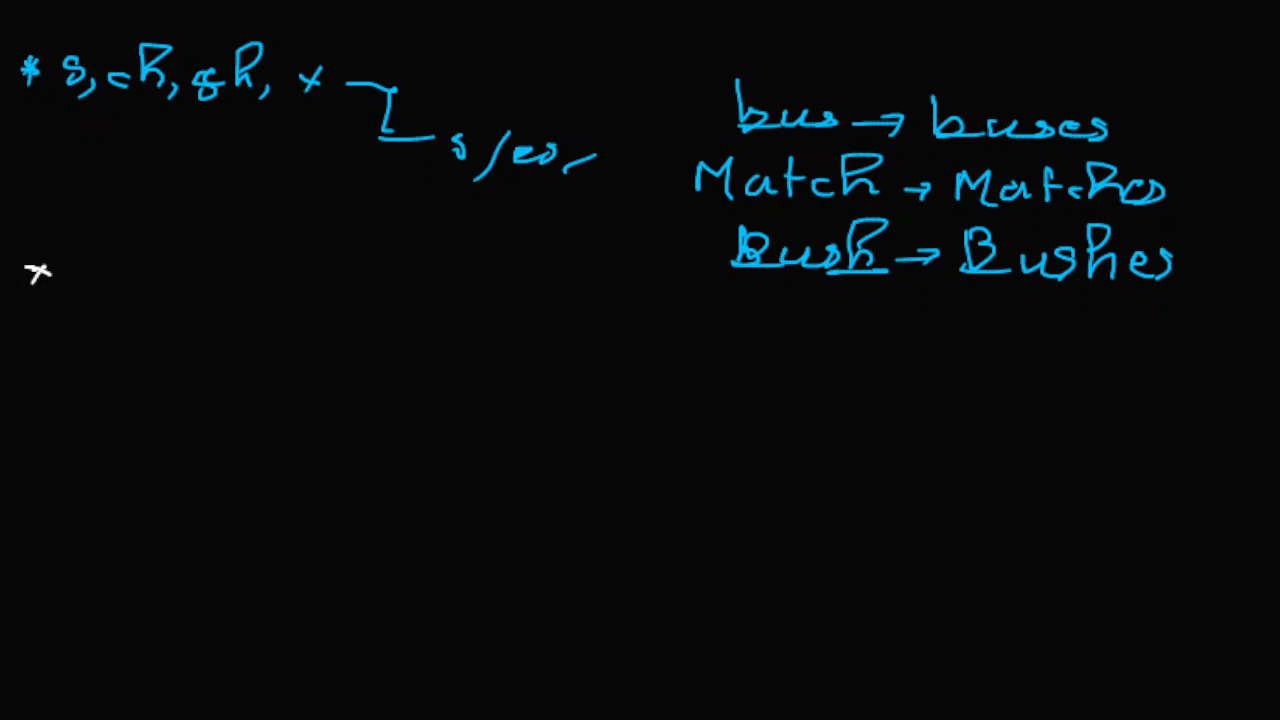 * s, ch, sh, x
s/es
bus → buses
Match → Matches
bush → Bushes
*